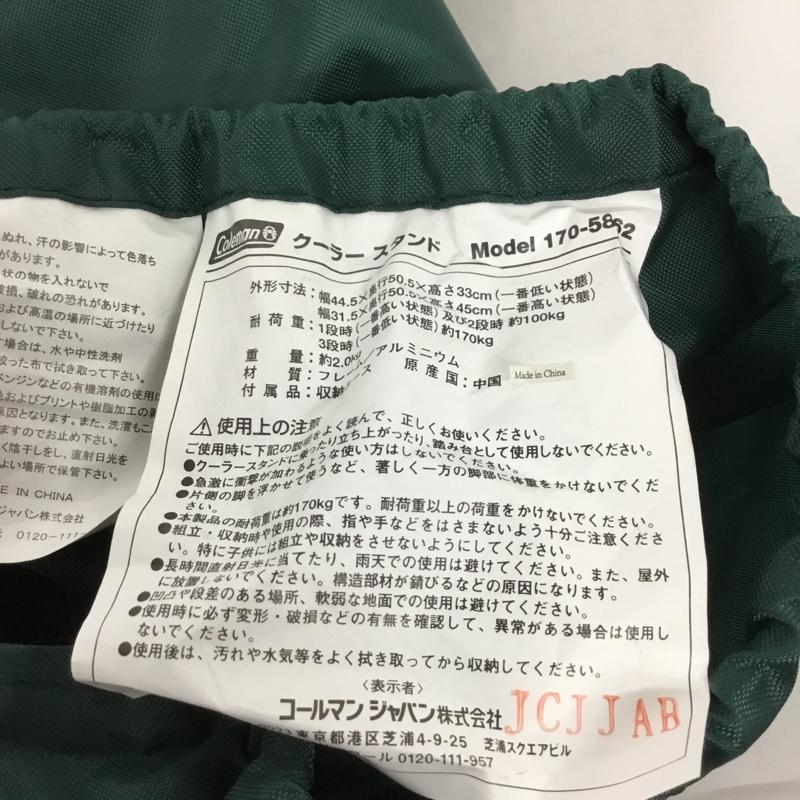 ぬれ、汗の影響によって色落ち
があります。
状の物を入れないで
破損、破れの恐れがあります。
および高温の場所に近づけたり
しないで下さい。
す場合は、水や中性洗剤
絞った布で拭き取って下さい。
ベンジンなどの有機溶剤の使用は
色およびプリントや樹脂加工の剥
原因となります。また、洗濯もこ
ますのでお止め下さい。
く陰干しをし、直射日光を
よい場所で保管下さい。
E IN CHINA
ジャパン株式会社
0120-11
Coleman クーラー スタンド Model 170-58 2
外形寸法：幅44.5×奥行50.5×高さ33cm(一番低い状態)
幅31.5×奥行50.5×高さ45cm(一番高い状態)
耐荷重：1段時(一番高い状態)及び2段時 約100kg
3段時(一番低い状態)約170kg
重量：約2.0kg
材質：フレーム／アルミニウム
付属品：収納ケース 原産国：中国 Made in China
使用上の注意
ご使用時に下記の説明をよく読んで、正しくお使いください。
●クーラースタンドに乗ったり立ち上がったり、踏み台として使用しないでください。
●急激に衝撃が加わるような使い方はしないでください。
●片側の脚を浮かせて使うなど、著しく一方の脚部に体重をかけないでくだ
さい。
●本製品の耐荷重は約170kgです。耐荷重以上の荷重をかけないでください。
●組立・収納時や使用の際、指や手などをはさまないよう十分ご注意くださ
い。特に子供には組立や収納をさせないようにしてください。
●長時間直射日光に当てたり、雨天での使用は避けてください。また、屋外
に放置しないでください。構造部材が錆びるなどの原因になります。
●凹凸や段差のある場所、軟弱な地面での使用は避けてください。
●使用時に必ず変形・破損などの有無を確認して、異常がある場合は使用し
ないでください。
●使用後は、汚れや水気等をよく拭き取ってから収納してください。
〈表示者〉
コールマン ジャパン株式会社 JCJJAB
東京都港区芝浦4-9-25 芝浦スクエアビル
ール 0120-111-957